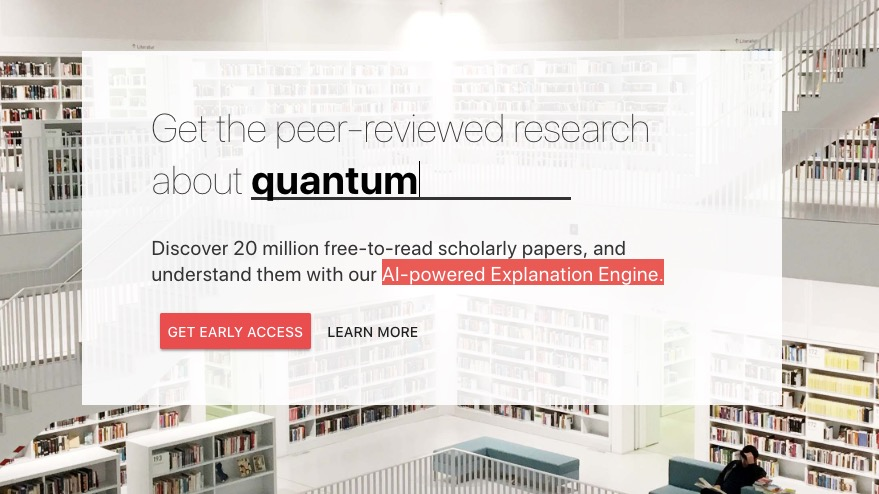 Get the peer-reviewed research
about quantum
Discover 20 million free-to-read scholarly papers, and
understand them with our AI-powered Explanation Engine.
GET EARLY ACCESS
LEARN MORE